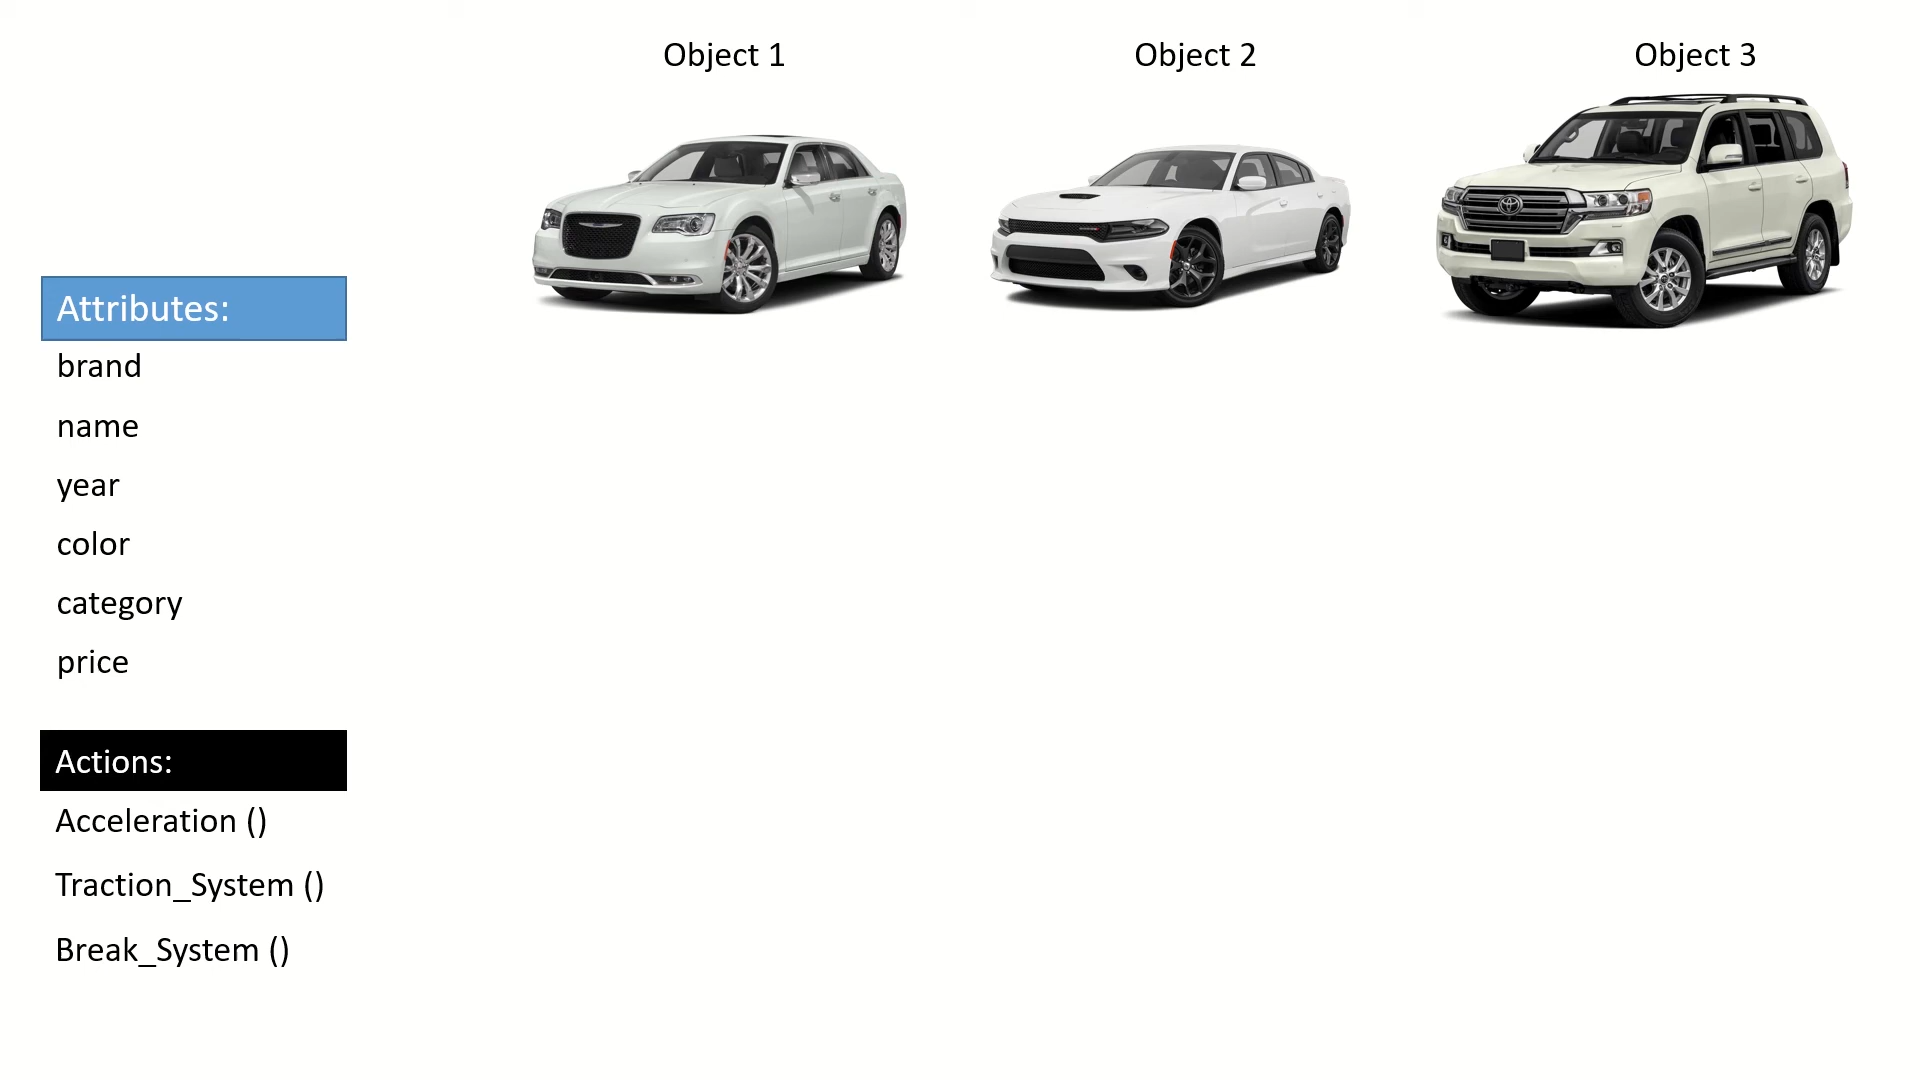 Object 1
Object 2
Object 3
Attributes:
brand
name
year
color
category
price
Actions:
Acceleration ()
Traction_System ()
Break_System ()